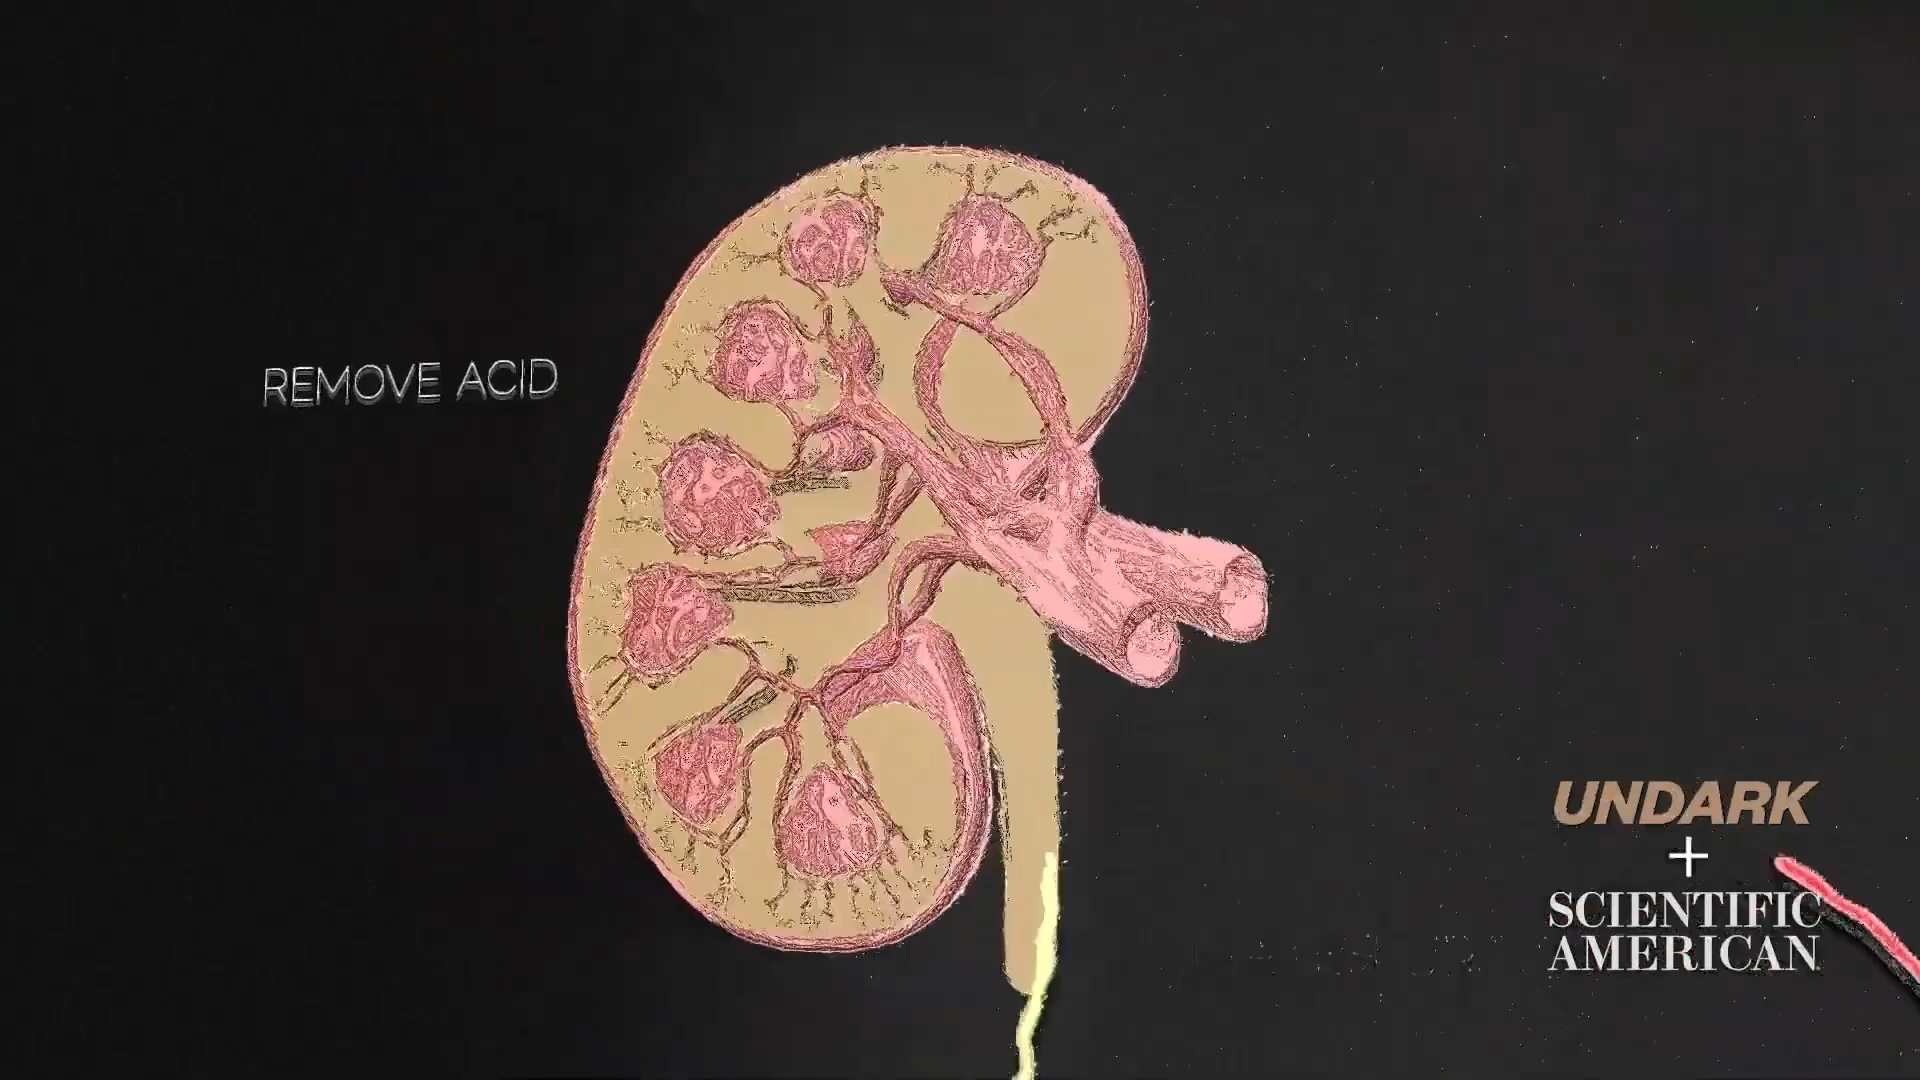 REMOVE ACID
UNDARK
+
SCIENTIFIC
AMERICAN